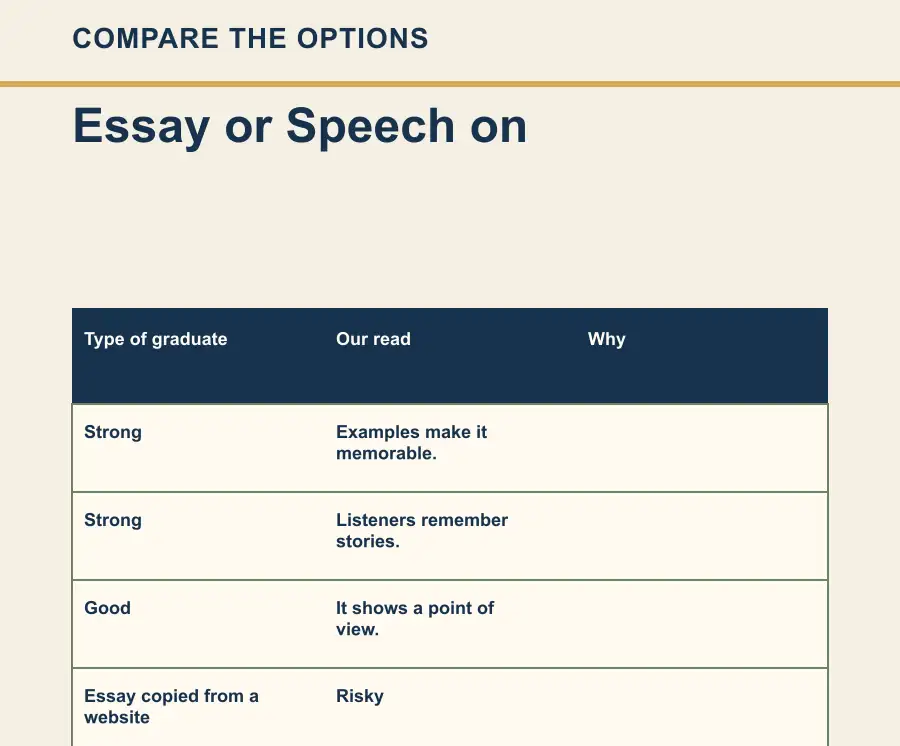 COMPARE THE OPTIONS
Essay or Speech on
Type of graduate Our read Why
Strong Examples make it
memorable.
Strong Listeners remember
stories.
Good It shows a point of
view.
Essay copied from a Risky
website